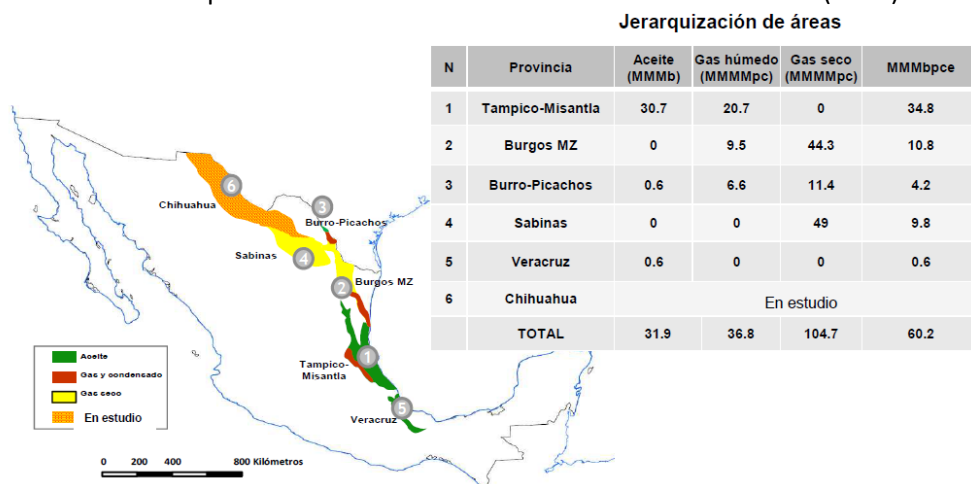 Jerarquización de áreas
N Provincia Aceite (MMMb) Gas húmedo (MMMMpc) Gas seco (MMMMpc) MMMbpce
1 Tampico-Misantla 30.7 20.7 0 34.8
2 Burgos MZ 0 9.5 44.3 10.8
3 Burro-Picachos 0.6 6.6 11.4 4.2
4 Sabinas 0 0 49 9.8
5 Veracruz 0.6 0 0 0.6
6 Chihuahua En estudio
TOTAL 31.9 36.8 104.7 60.2
6
Chihuahua
3
Burro-Picachos
Sabinas
4
2
Burgos MZ
1
Tampico-
Misantla
5
Veracruz
Aceite
Gas y condensado
Gas seco
En estudio
0 200 400 800 Kilómetros